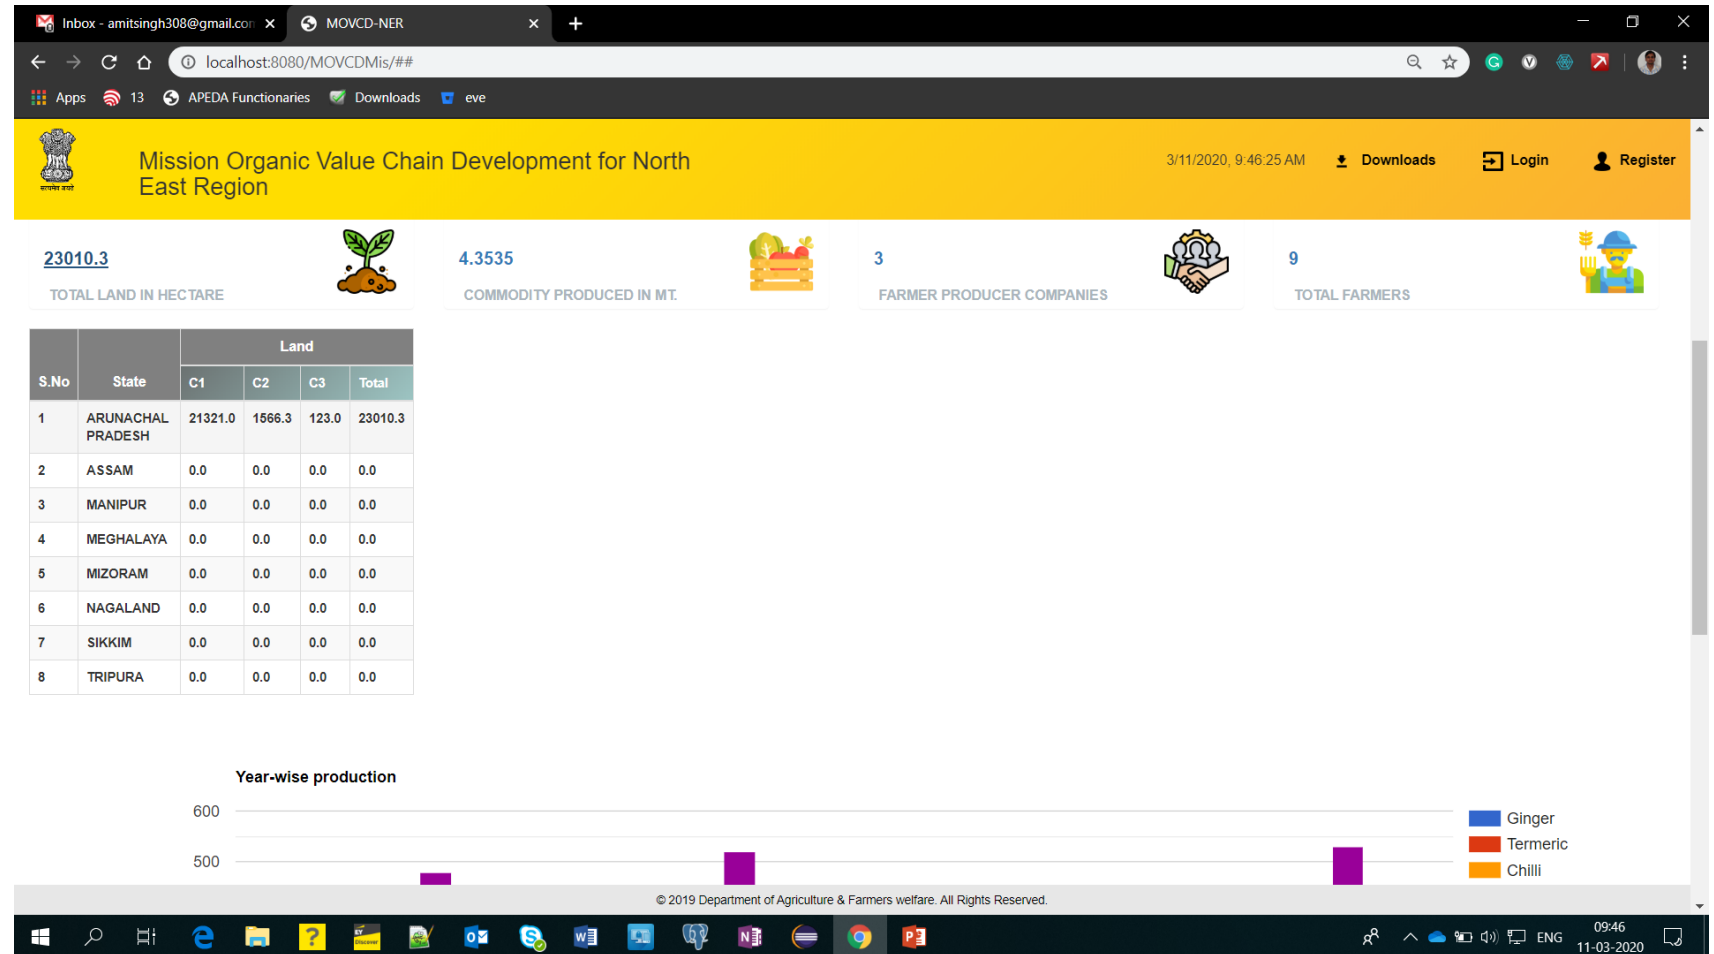 Inbox - amitsingh308@gmail.con
MOVCD-NER
localhost:8080/MOVCDMis/##
Apps
13
APEDA Functionaries
Downloads
eve
सत्यमेव जयते
Mission Organic Value Chain Development for North
East Region
3/11/2020, 9:46:25 AM
Downloads
Login
Register
23010.3
TOTAL LAND IN HECTARE
4.3535
COMMODITY PRODUCED IN MT.
3
FARMER PRODUCER COMPANIES
9
TOTAL FARMERS
Land
S.No State C1 C2 C3 Total
1 ARUNACHAL PRADESH 21321.0 1566.3 123.0 23010.3
2 ASSAM 0.0 0.0 0.0 0.0
3 MANIPUR 0.0 0.0 0.0 0.0
4 MEGHALAYA 0.0 0.0 0.0 0.0
5 MIZORAM 0.0 0.0 0.0 0.0
6 NAGALAND 0.0 0.0 0.0 0.0
7 SIKKIM 0.0 0.0 0.0 0.0
8 TRIPURA 0.0 0.0 0.0 0.0
Year-wise production
600
500
Ginger
Termeric
Chilli
© 2019 Department of Agriculture & Farmers welfare. All Rights Reserved.
EY
Discover
ENG
09:46
11-03-2020